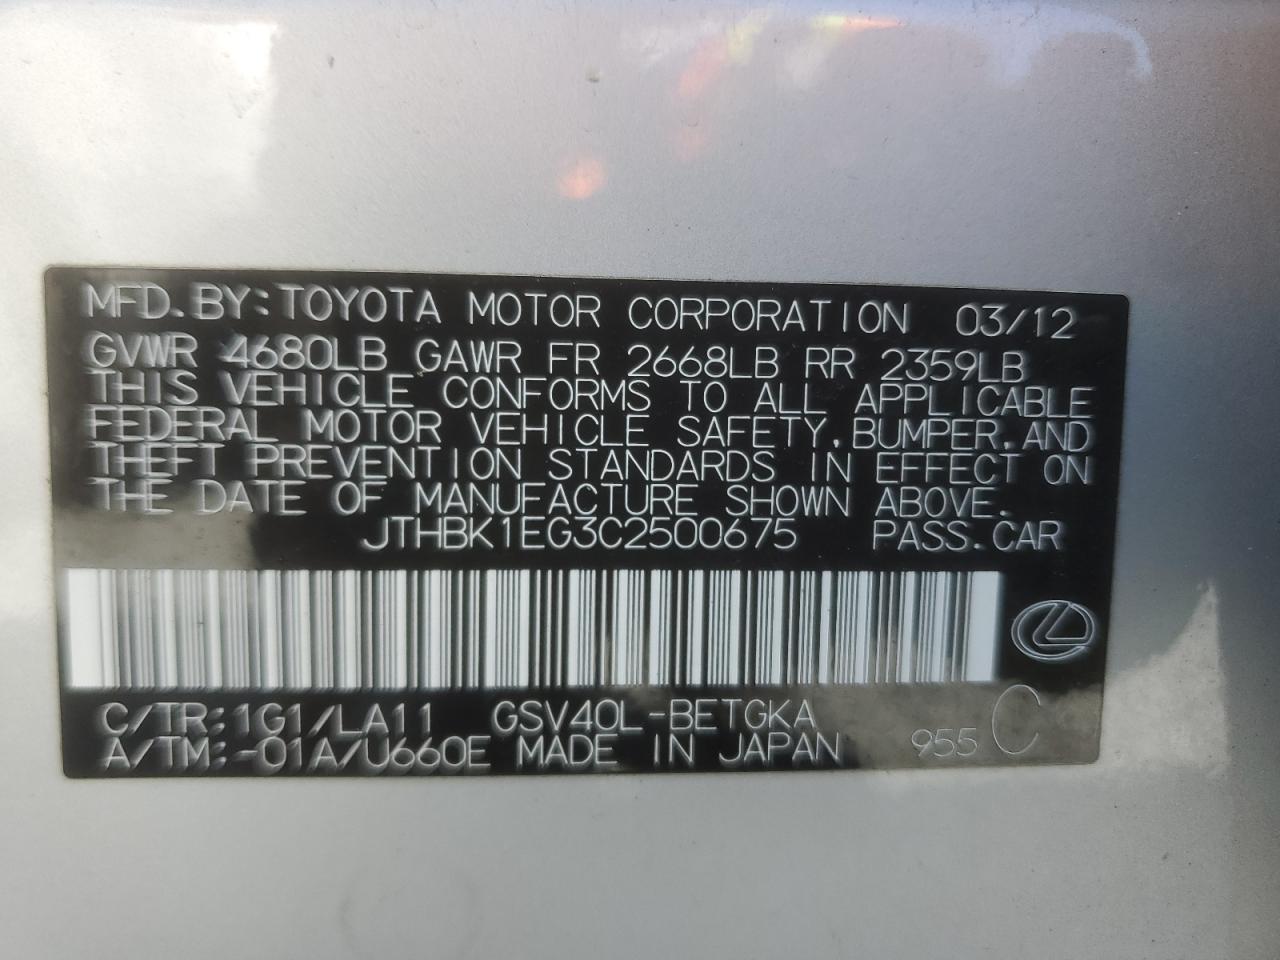 MFD.BY:TOYOTA MOTOR CORPORATION 03/12
GVWR 4680LB GAWR FR 2668LB RR 2359LB
THIS VEHICLE CONFORMS TO ALL APPLICABLE
FEDERAL MOTOR VEHICLE SAFETY,BUMPER,AND
THEFT PREVENTION STANDARDS IN EFFECT ON
THE DATE OF MANUFACTURE SHOWN ABOVE.
JTHBK1EG3C2500675 PASS.CAR
C/TR:1G1/LA11 GSV40L-BETGKA
A/TM:-01A/U660E MADE IN JAPAN 955 C